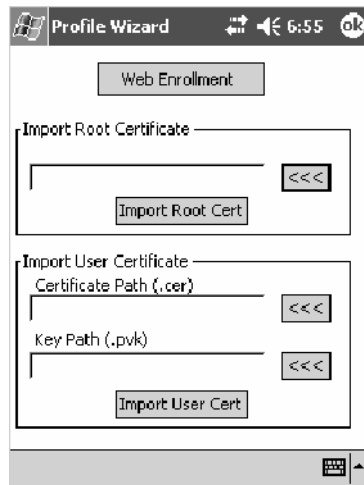 Profile Wizard 6:55 ok
Web Enrollment
Import Root Certificate
<<<
Import Root Cert
Import User Certificate
Certificate Path (.cer)
<<<
Key Path (.pvk)
<<<
Import User Cert